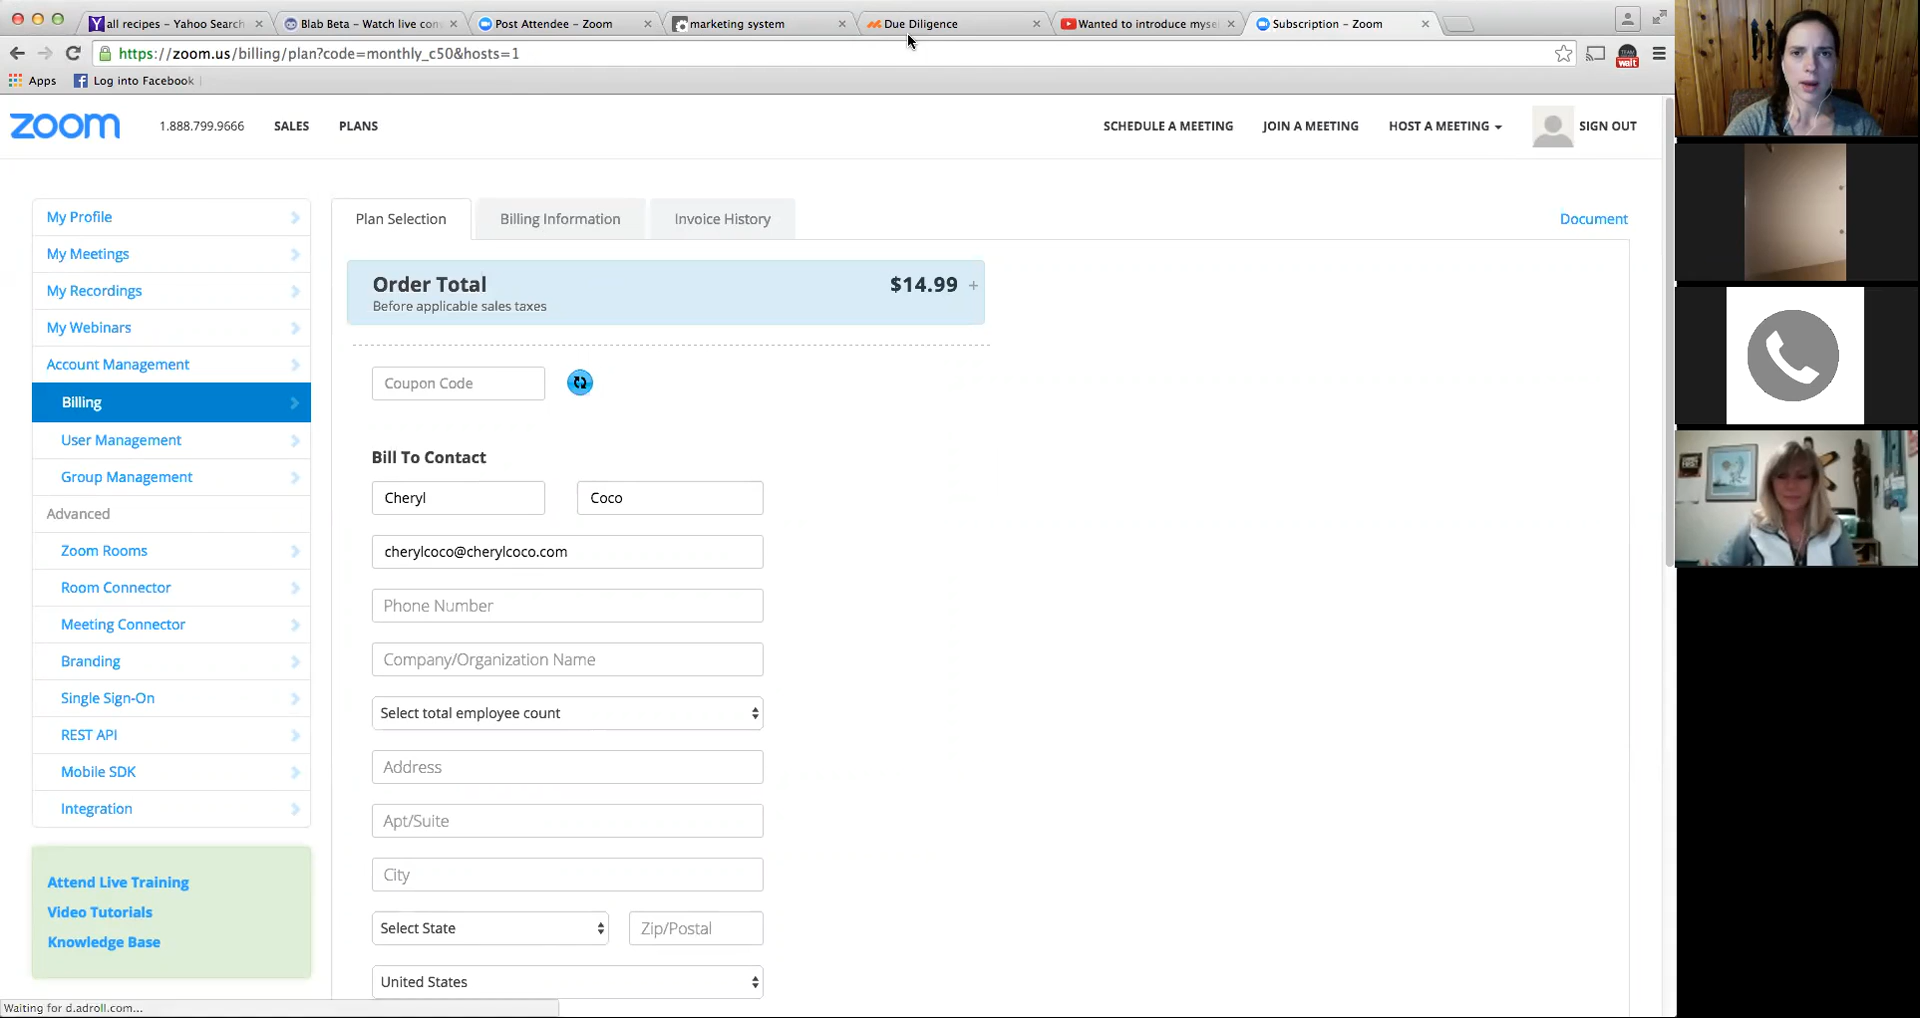 all recipes – Yahoo Search
Blab Beta – Watch live con
Post Attendee – Zoom
marketing system
Due Diligence
Wanted to introduce myse
Subscription – Zoom
https://zoom.us/billing/plan?code=monthly_c50&hosts=1
TEAM
walt
Apps
Log into Facebook
zoom
1.888.799.9666
SALES
PLANS
SCHEDULE A MEETING
JOIN A MEETING
HOST A MEETING
SIGN OUT
My Profile
My Meetings
My Recordings
My Webinars
Account Management
Billing
User Management
Group Management
Advanced
Zoom Rooms
Room Connector
Meeting Connector
Branding
Single Sign-On
REST API
Mobile SDK
Integration
Attend Live Training
Video Tutorials
Knowledge Base
Plan Selection
Billing Information
Invoice History
Document
Order Total
$14.99 +
Before applicable sales taxes
Coupon Code
Bill To Contact
Cheryl
Coco
cherylcoco@cherylcoco.com
Phone Number
Company/Organization Name
Select total employee count
Address
Apt/Suite
City
Select State
Zip/Postal
United States
Waiting for d.adroll.com...